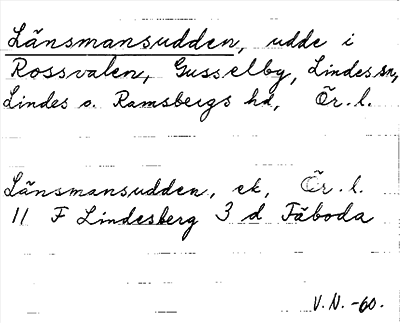 Länsmansudden, udde i
Rossvalen, Gusselby, Lindes sn,
Lindes o. Ramsbergs hd, Ör. l.
Länsmansudden, ek, Ör. l.
11 F Lindesberg 3 d Fäboda
V.N. -60.